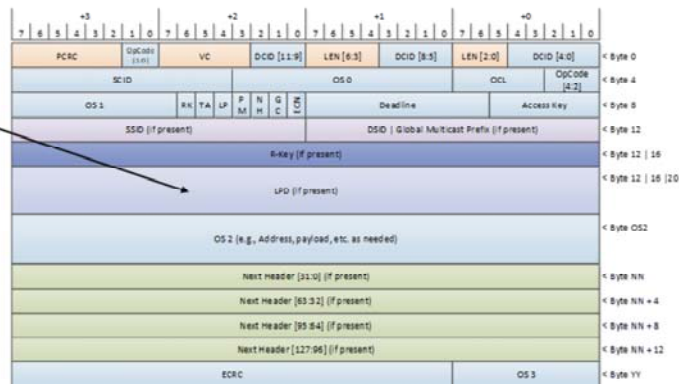 +3 +2 +1 +0
7 6 5 4 3 2 1 0 7 6 5 4 3 2 1 0 7 6 5 4 3 2 1 0 7 6 5 4 3 2 1 0
PCRC OpCode VC DCID [11:9] LEN [6:3] DCID [8:5] LEN [2:0] DCID [4:0] < Byte 0
SCID OS 0 OCL OpCode [4:2] < Byte 4
OS 1 RK TA LP PM NH GC ECN Deadline Access Key < Byte 8
SSID (if present) DSID | Global Multicast Prefix (if present) < Byte 12
R-Key (if present) < Byte 12 | 16
LPD (if present) < Byte 12 | 16 |20
OS 2 (e.g., Address, payload, etc. as needed) < Byte OS2
Next Header [31:0] (if present) < Byte NN
Next Header [63:32] (if present) < Byte NN + 4
Next Header [95:64] (if present) < Byte NN + 8
Next Header [127:96] (if present) < Byte NN + 12
ECRC OS 3 < Byte YY